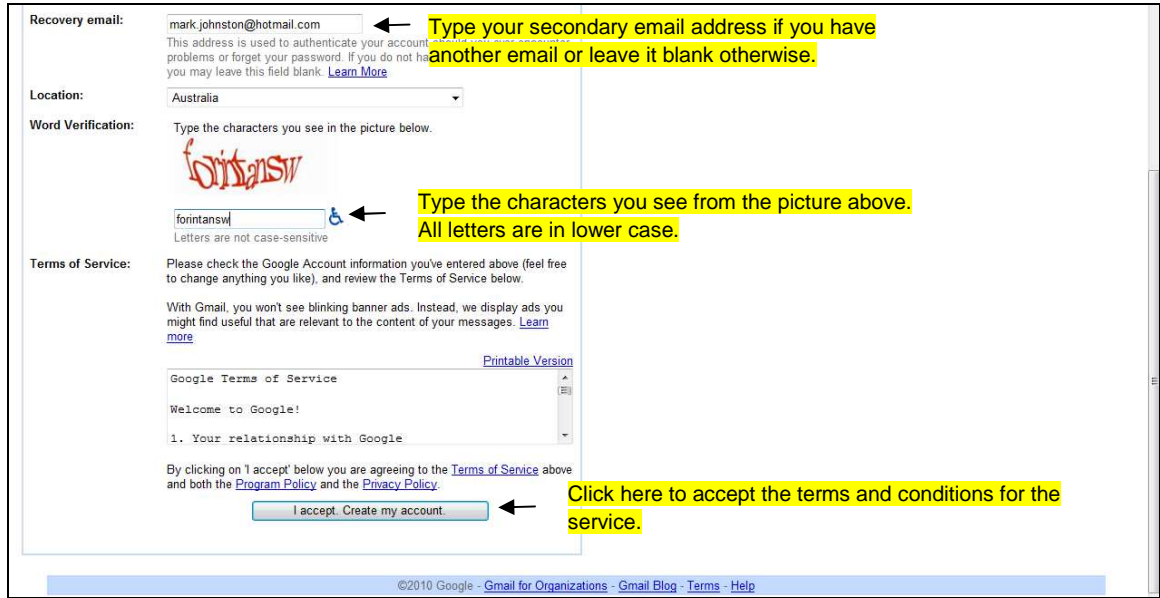 Recovery email:
mark.johnston@hotmail.com
Type your secondary email address if you have
another email or leave it blank otherwise.
This address is used to authenticate your account
problems or forget your password. If you do not
you may leave this field blank. Learn More
Location:
Australia
Word Verification:
Type the characters you see in the picture below.
forintansw
forintansw
Letters are not case-sensitive
Type the characters you see from the picture above.
All letters are in lower case.
Terms of Service:
Please check the Google Account information you've entered above (feel free
to change anything you like), and review the Terms of Service below.
With Gmail, you won't see blinking banner ads. Instead, we display ads you
might find useful that are relevant to the content of your messages. Learn
more
Printable Version
Google Terms of Service
Welcome to Google!
1. Your relationship with Google
By clicking on 'I accept' below you are agreeing to the Terms of Service above
and both the Program Policy and the Privacy Policy.
I accept. Create my account.
Click here to accept the terms and conditions for the
service.
©2010 Google - Gmail for Organizations - Gmail Blog - Terms - Help